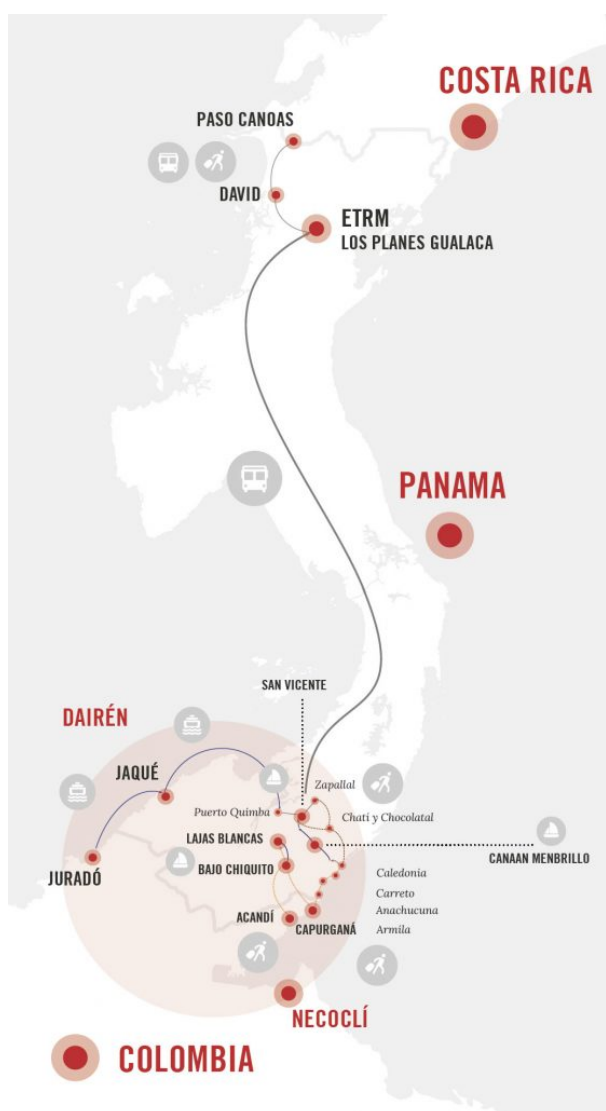 COSTA RICA
PASO CANOAS
DAVID
ETRM
LOS PLANES GUALACA
PANAMA
SAN VICENTE
DAIRÉN
JAQUÉ
Zapallal
Puerto Quimba
Chati y Chocolatal
LAJAS BLANCAS
CANAAN MENBRILLO
JURADÓ
BAJO CHIQUITO
Caledonia
Carreto
ACANDÍ
Anachucuna
CAPURGANÁ
Armila
NECOCLÍ
COLOMBIA